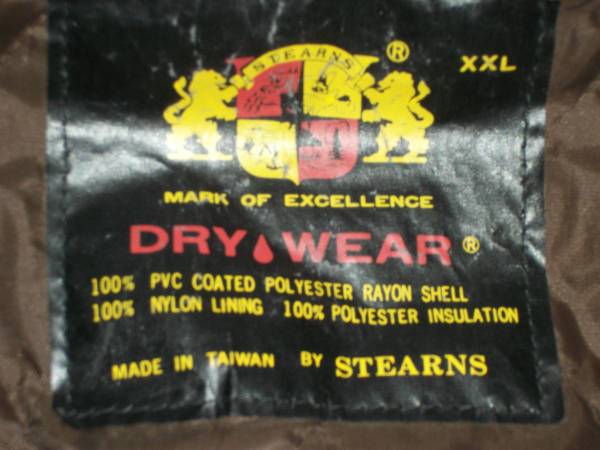 STEARNS ®
XXL
MARK OF EXCELLENCE
DRY WEAR ®
100% PVC COATED POLYESTER RAYON SHELL
100% NYLON LINING 100% POLYESTER INSULATION
MADE IN TAIWAN BY STEARNS